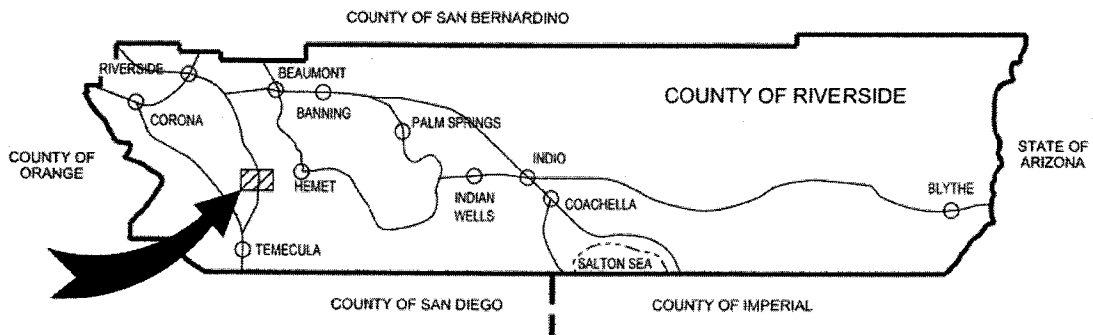 COUNTY OF SAN BERNARDINO
RIVERSIDE
BEAUMONT
BANNING
CORONA
COUNTY OF RIVERSIDE
PALM SPRINGS
COUNTY OF
ORANGE
STATE OF
ARIZONA
HEMET
INDIO
INDIAN
WELLS
COACHELLA
BLYTHE
TEMECULA
SALTON SEA
COUNTY OF SAN DIEGO
COUNTY OF IMPERIAL